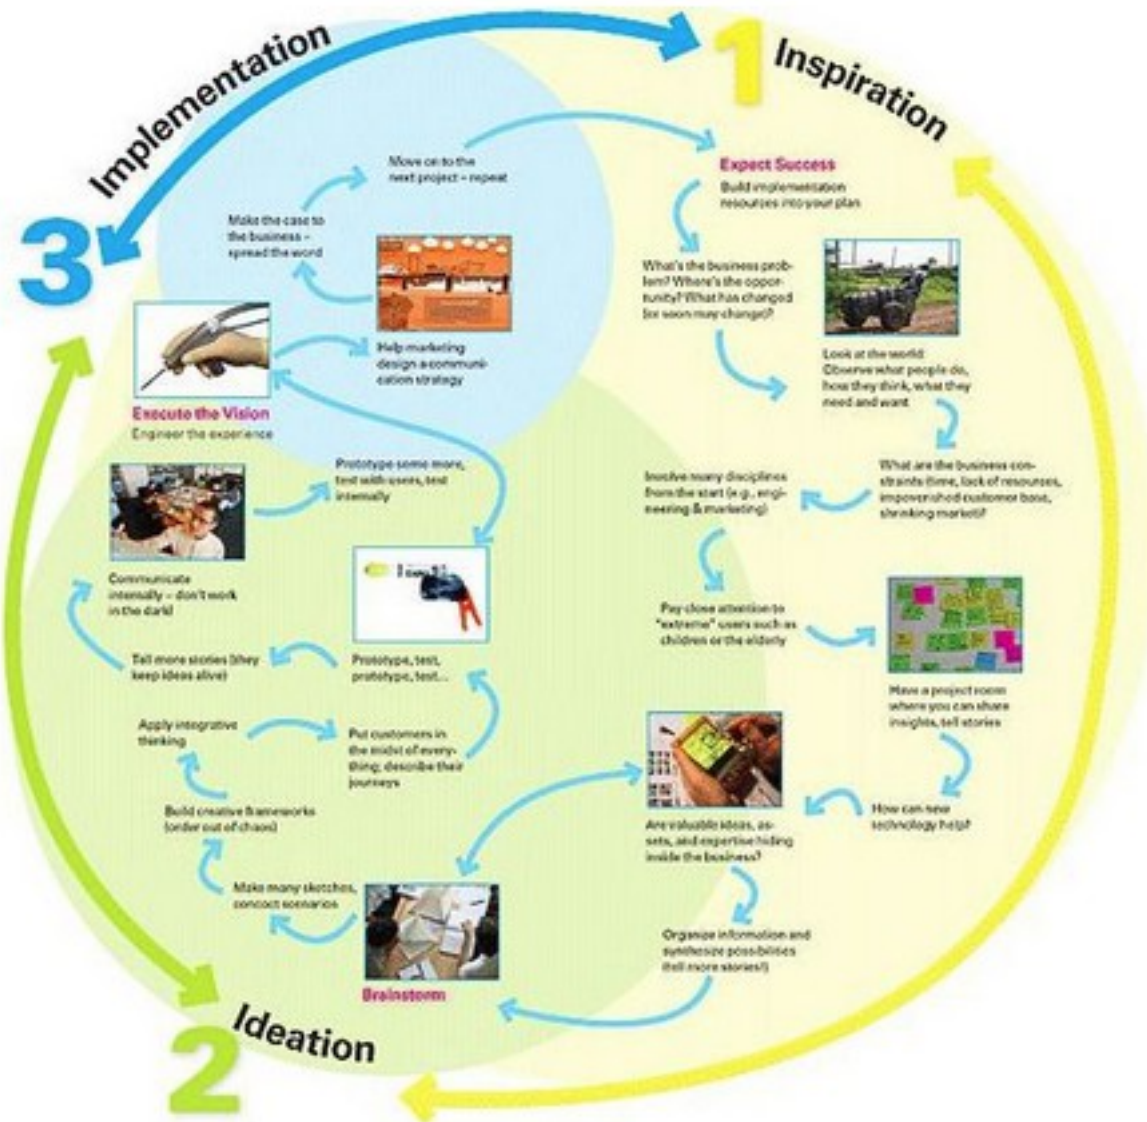 1
Inspiration
Expect Success
Build implementation
resources into your plan
What's the business prob-
lem? Where's the oppor-
tunity? What has changed
(or soon may change)?
Look at the world:
Observe what people do,
how they think, what they
need and want
What are the business con-
straints (time, lack of resources,
impoverished customer base,
shrinking market)?
Involve many disciplines
from the start (e.g., engi-
neering & marketing)
Pay close attention to
"extreme" users such as
children or the elderly
Have a project room
where you can share
insights, tell stories
How can new
technology help?
Are valuable ideas, as-
sets, and expertise hiding
inside the business?
Organize information and
synthesize possibilities
(tell more stories!)
2
Ideation
Brainstorm
Make many sketches,
concoct scenarios
Build creative frameworks
(order out of chaos)
Apply integrative
thinking
Put customers in
the midst of every-
thing; describe their
journeys
Prototype, test,
prototype, test...
Tell more stories (they
keep ideas alive)
Communicate
internally – don't work
in the dark!
Prototype some more,
test with users, test
internally
3
Implementation
Execute the Vision
Engineer the experience
Help marketing
design a communi-
cation strategy
Make the case to
the business –
spread the word
Move on to the
next project – repeat